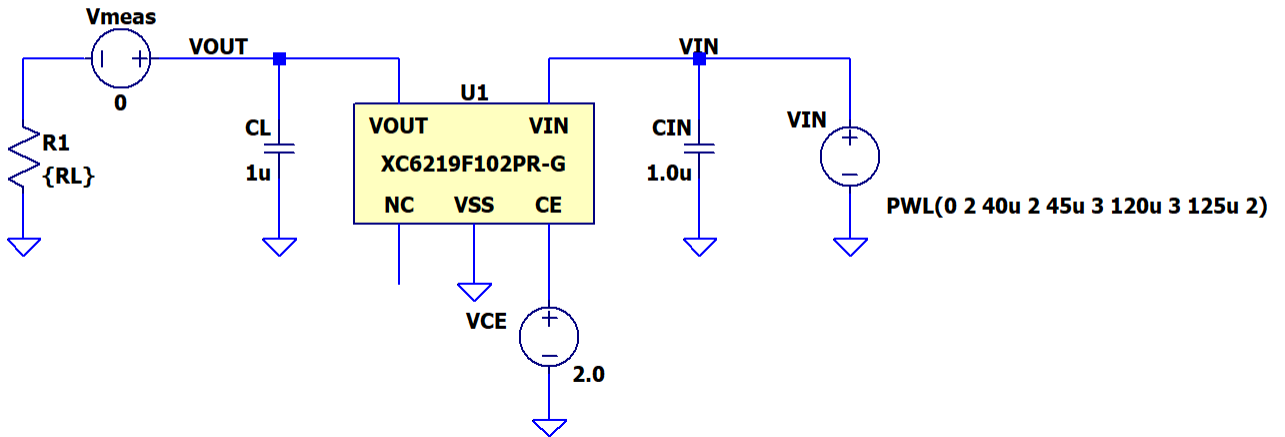 Vmeas
VOUT
VIN
0
U1
R1
{RL}
CL
1u
VOUT
VIN
XC6219F102PR-G
NC
VSS
CE
CIN
1.0u
VIN
PWL(0 2 40u 2 45u 3 120u 3 125u 2)
VCE
2.0